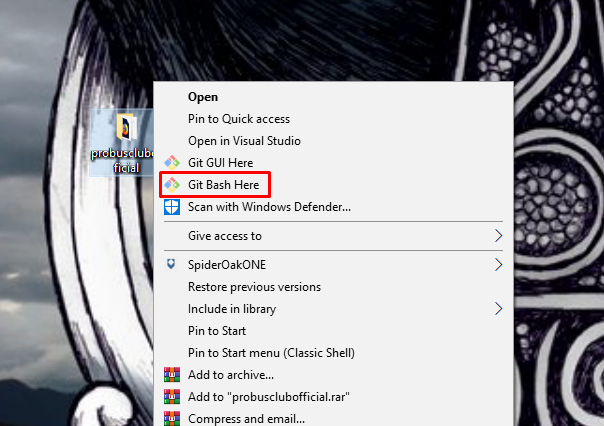 probusclubo
fficial
Open
Pin to Quick access
Open in Visual Studio
Git GUI Here
Git Bash Here
Scan with Windows Defender...
Give access to
SpiderOakONE
Restore previous versions
Include in library
Pin to Start
Pin to Start menu (Classic Shell)
Add to archive...
Add to "probusclubofficial.rar"
Compress and email...